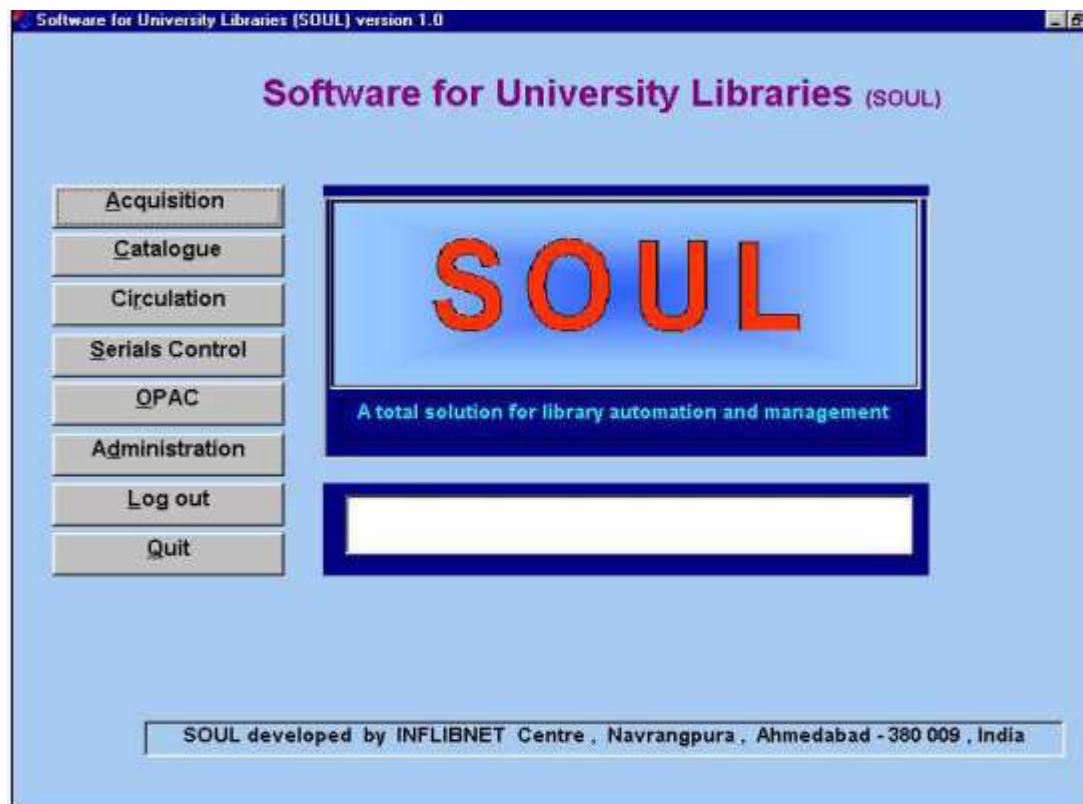 Software for University Libraries (SOUL) version 1.0
Software for University Libraries (SOUL)
Acquisition
Catalogue
Circulation
Serials Control
OPAC
Administration
Log out
Quit
SOUL
A total solution for library automation and management
SOUL developed by INFLIBNET Centre , Navrangpura , Ahmedabad - 380 009 , India